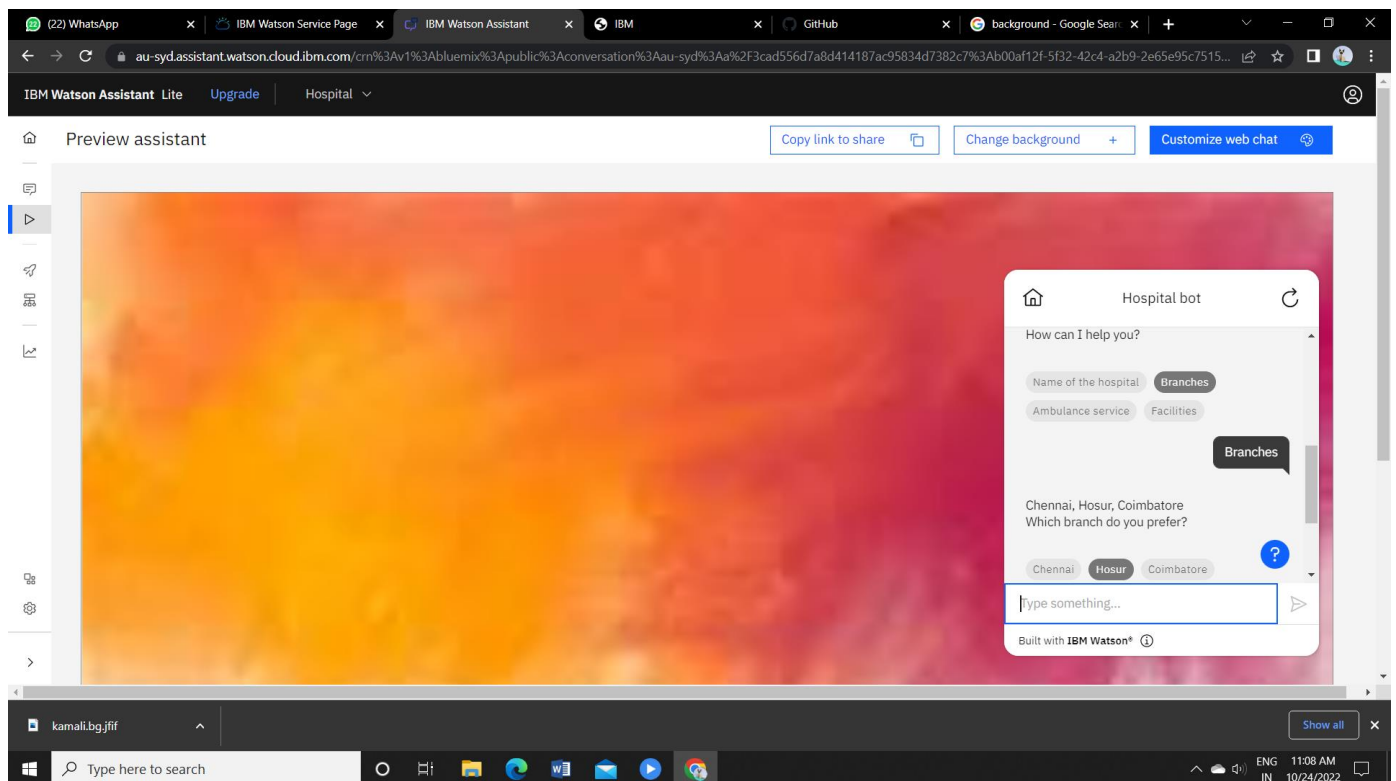 (22) WhatsApp
IBM Watson Service Page
IBM Watson Assistant
IBM
GitHub
background - Google Searc
au-syd.assistant.watson.cloud.ibm.com/crn%3Av1%3Abluemix%3Apublic%3Aconversation%3Aau-syd%3Aa%2F3cad556d7a8d414187ac95834d7382c7%3Ab00af12f-5f32-42c4-a2b9-2e65e95c7515...
IBM Watson Assistant Lite Upgrade Hospital
Preview assistant
Copy link to share
Change background +
Customize web chat
Hospital bot
How can I help you?
Name of the hospital Branches
Ambulance service Facilities
Branches
Chennai, Hosur, Coimbatore
Which branch do you prefer?
?
Chennai Hosur Coimbatore
Type something...
Built with IBM Watson®
kamali.bg.jfif
Show all
Type here to search
ENG 11:08 AM
IN 10/24/2022